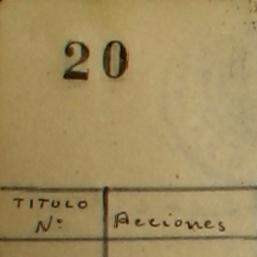 20
TITULO
Nº
Acciones